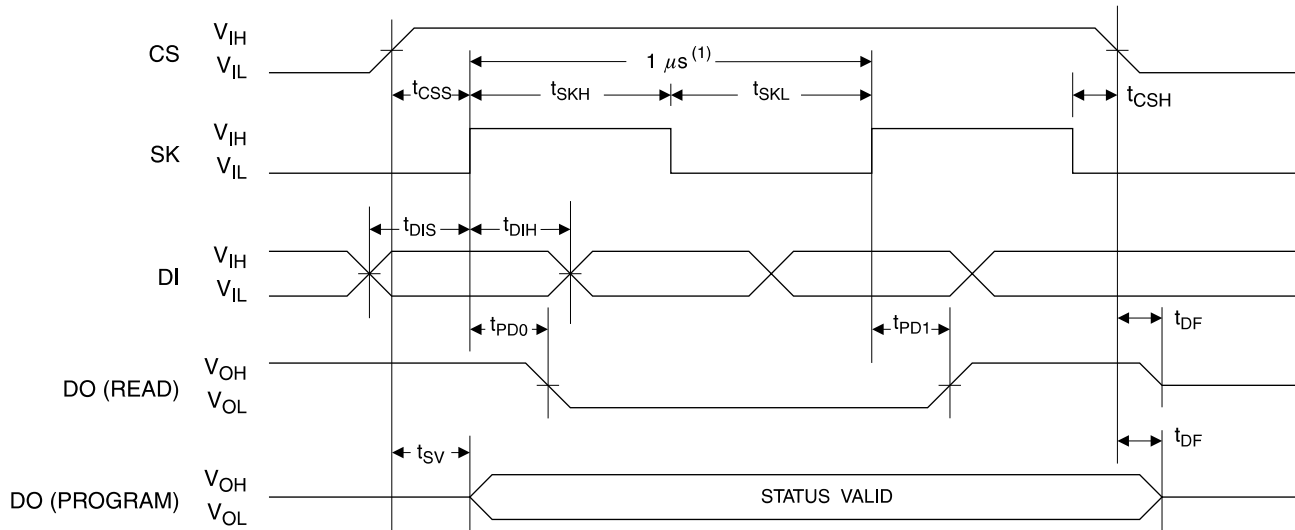 CS
V_IH
V_IL
1 μs (1)
t_CSS
t_SKH
t_SKL
t_CSH
SK
V_IH
V_IL
t_DIS
t_DIH
DI
V_IH
V_IL
t_PD0
t_PD1
t_DF
DO (READ)
V_OH
V_OL
t_SV
t_DF
DO (PROGRAM)
V_OH
V_OL
STATUS VALID